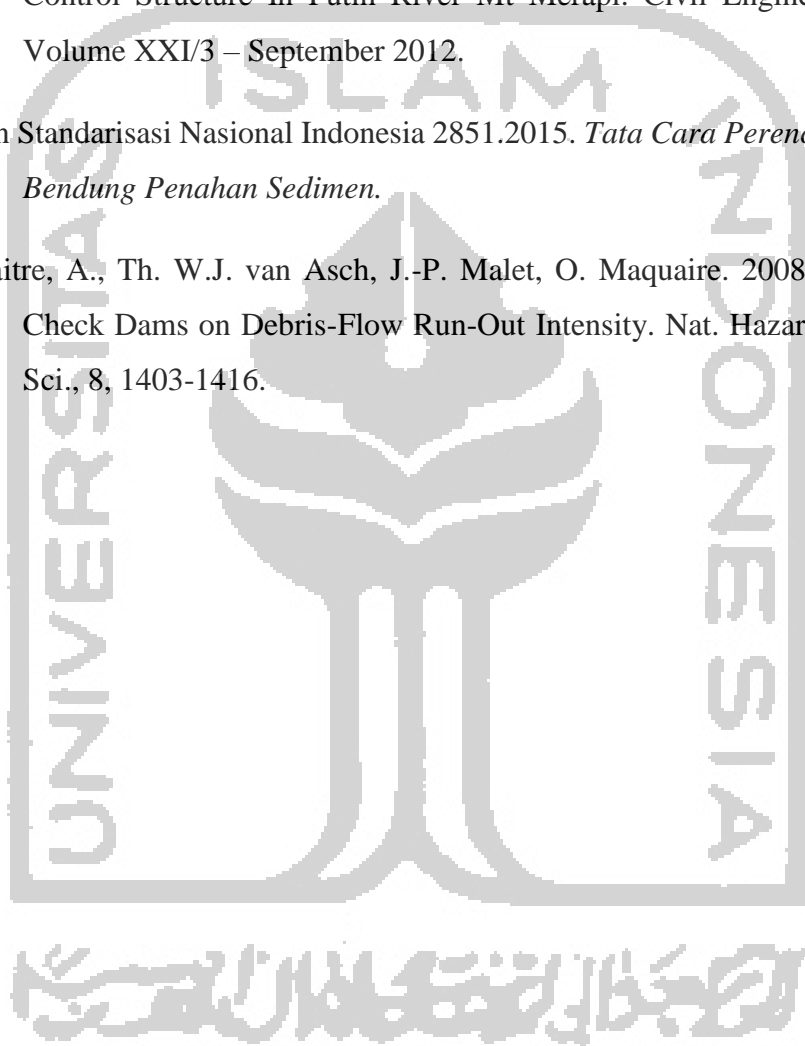 Control Structure In Putih River Mt Merapi. Civil Engine
Volume XXI/3 – September 2012.
n Standarisasi Nasional Indonesia 2851.2015. Tata Cara Perenc
Bendung Penahan Sedimen.
aitre, A., Th. W.J. van Asch, J.-P. Malet, O. Maquaire. 2008
Check Dams on Debris-Flow Run-Out Intensity. Nat. Hazar
Sci., 8, 1403-1416.
UNIVERSITAS
ISLAM
INDONESIA